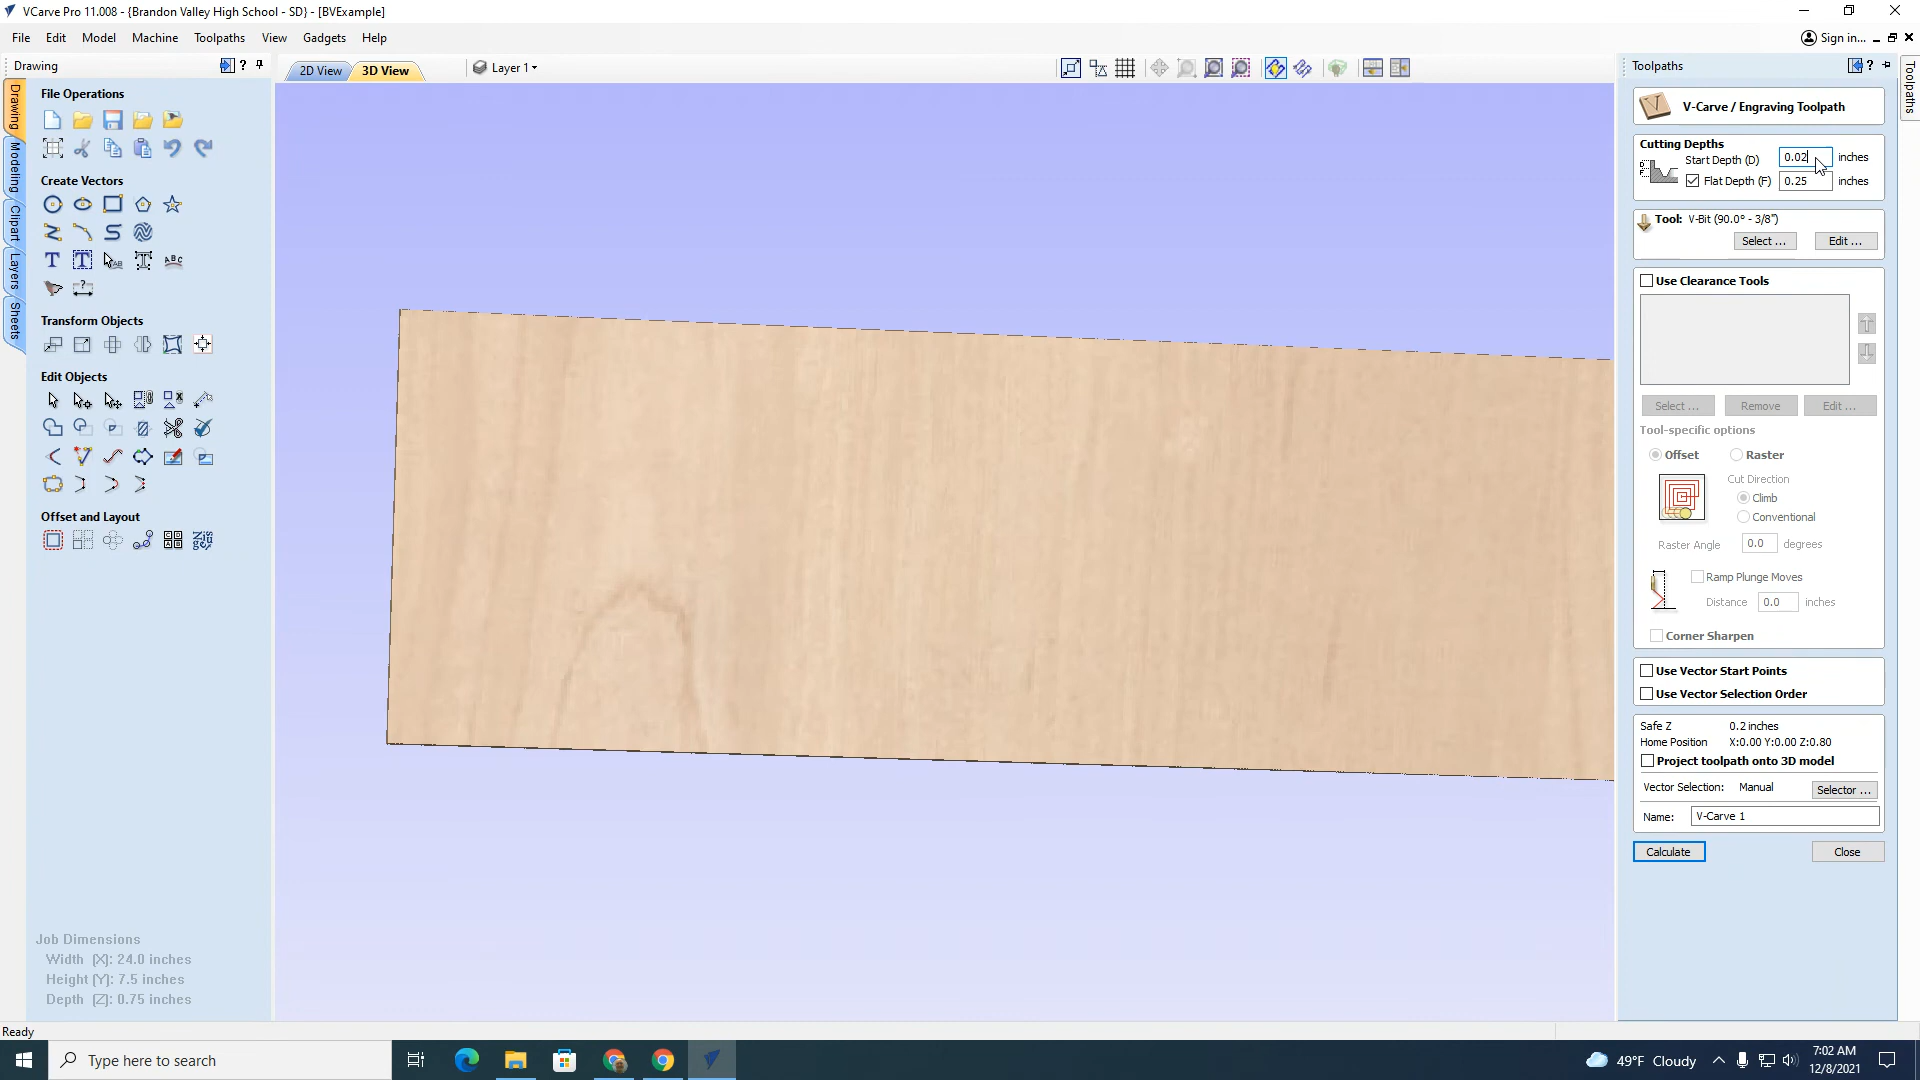 VCarve Pro 11.008 - {Brandon Valley High School - SD} - [BVExample]
File Edit Model Machine Toolpaths View Gadgets Help
Sign in...
Drawing
2D View
3D View
Layer 1
Toolpaths
Toolpaths
Drawing
Modeling
Clipart
Layers
Sheets
File Operations
Create Vectors
Transform Objects
Edit Objects
Offset and Layout
Job Dimensions
Width (X): 24.0 inches
Height (Y): 7.5 inches
Depth (Z): 0.75 inches
V-Carve / Engraving Toolpath
Cutting Depths
Start Depth (D) 0.02 inches
Flat Depth (F) 0.25 inches
Tool: V-Bit (90.0° - 3/8")
Select ... Edit ...
Use Clearance Tools
Select ... Remove Edit ...
Tool-specific options
Offset Raster
Cut Direction
Climb
Conventional
Raster Angle 0.0 degrees
Ramp Plunge Moves
Distance 0.0 inches
Corner Sharpen
Use Vector Start Points
Use Vector Selection Order
Safe Z 0.2 inches
Home Position X:0.00 Y:0.00 Z:0.80
Project toolpath onto 3D model
Vector Selection: Manual Selector ...
Name: V-Carve 1
Calculate Close
Ready
Type here to search
49°F Cloudy
7:02 AM
12/8/2021